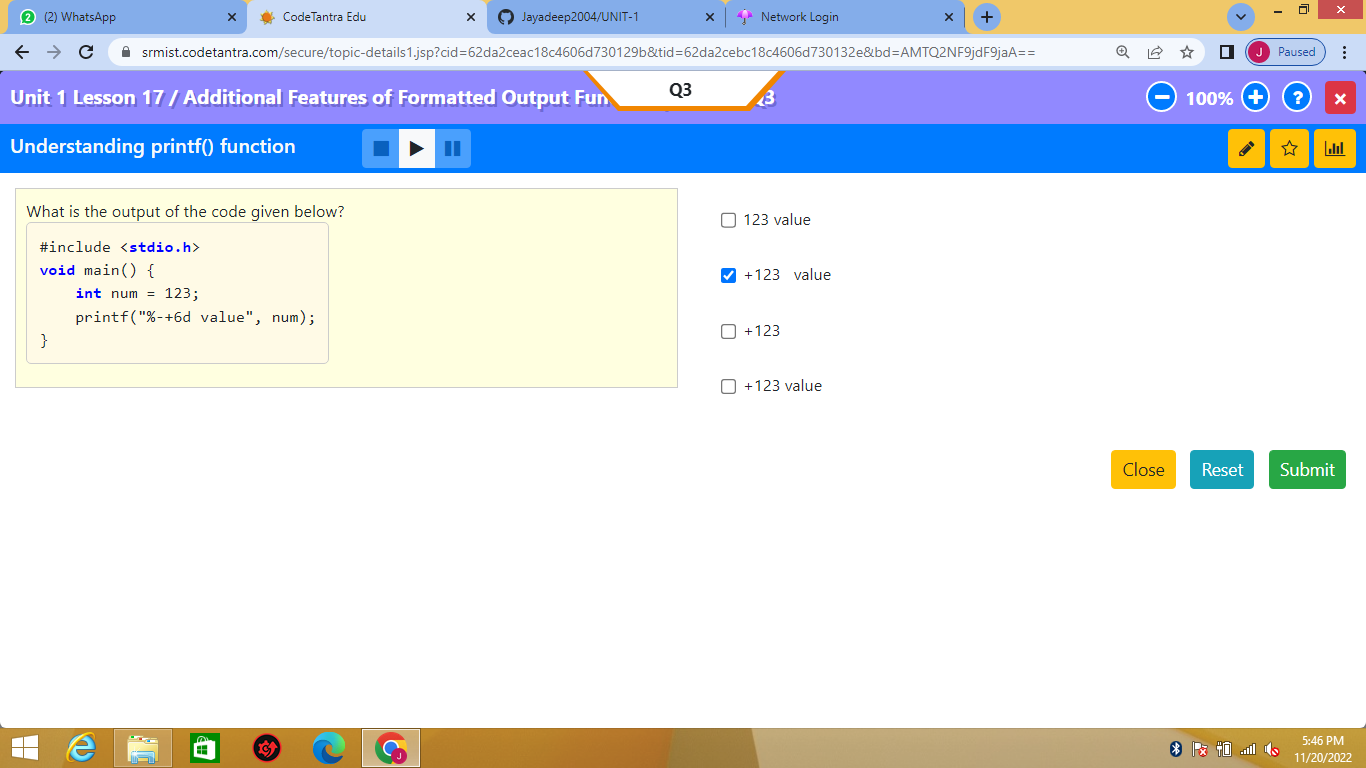 (2) WhatsApp
CodeTantra Edu
Jayadeep2004/UNIT-1
Network Login
srmist.codetantra.com/secure/topic-details1.jsp?cid=62da2ceac18c4606d730129b&tid=62da2cebc18c4606d730132e&bd=AMTQ2NF9jdF9jaA==
J Paused
Unit 1 Lesson 17 / Additional Features of Formatted Output Fun
Q3
100%
?
Understanding printf() function
What is the output of the code given below?
#include <stdio.h>
void main() {
    int num = 123;
    printf("%-+6d value", num);
}
123 value
+123   value
+123
+123 value
Close
Reset
Submit
5:46 PM
11/20/2022